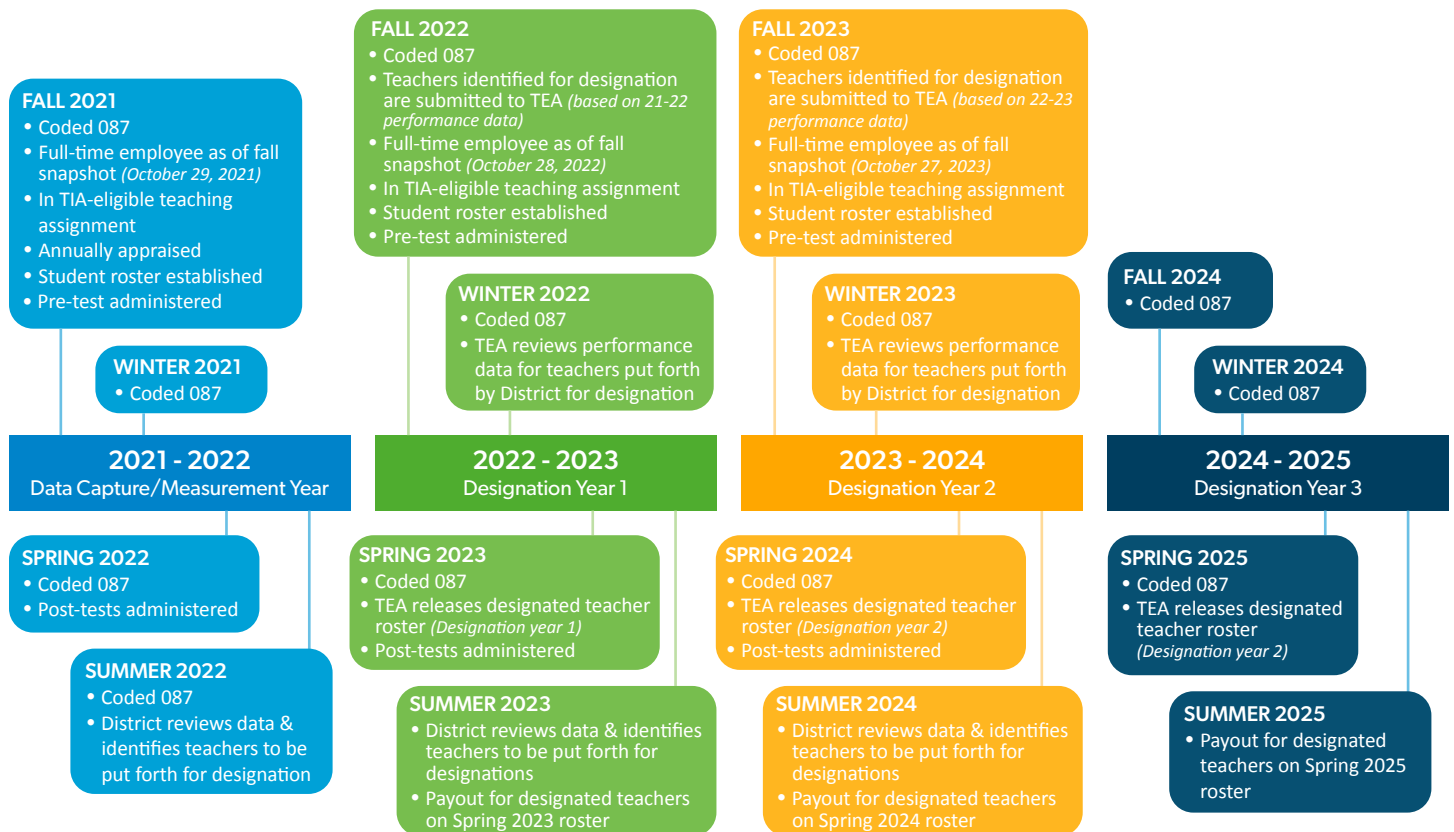 FALL 2021
• Coded 087
• Full-time employee as of fall
snapshot (October 29, 2021)
• In TIA-eligible teaching
assignment
• Annually appraised
• Student roster established
• Pre-test administered
WINTER 2021
• Coded 087
2021 - 2022
Data Capture/Measurement Year
SPRING 2022
• Coded 087
• Post-tests administered
SUMMER 2022
• Coded 087
• District reviews data &
identifies teachers to be
put forth for designation
FALL 2022
• Coded 087
• Teachers identified for designation
are submitted to TEA (based on 21-22
performance data)
• Full-time employee as of fall
snapshot (October 28, 2022)
• In TIA-eligible teaching assignment
• Student roster established
• Pre-test administered
WINTER 2022
• Coded 087
• TEA reviews performance
data for teachers put forth
by District for designation
2022 - 2023
Designation Year 1
SPRING 2023
• Coded 087
• TEA releases designated teacher
roster (Designation year 1)
• Post-tests administered
SUMMER 2023
• District reviews data & identifies
teachers to be put forth for
designations
• Payout for designated teachers
on Spring 2023 roster
FALL 2023
• Coded 087
• Teachers identified for designation
are submitted to TEA (based on 22-23
performance data)
• Full-time employee as of fall
snapshot (October 27, 2023)
• In TIA-eligible teaching assignment
• Student roster established
• Pre-test administered
WINTER 2023
• Coded 087
• TEA reviews performance
data for teachers put forth
by District for designation
2023 - 2024
Designation Year 2
SPRING 2024
• Coded 087
• TEA releases designated teacher
roster (Designation year 2)
• Post-tests administered
SUMMER 2024
• District reviews data & identifies
teachers to be put forth for
designations
• Payout for designated teachers
on Spring 2024 roster
FALL 2024
• Coded 087
WINTER 2024
• Coded 087
2024 - 2025
Designation Year 3
SPRING 2025
• Coded 087
• TEA releases designated
teacher roster
(Designation year 2)
SUMMER 2025
• Payout for designated
teachers on Spring 2025
roster